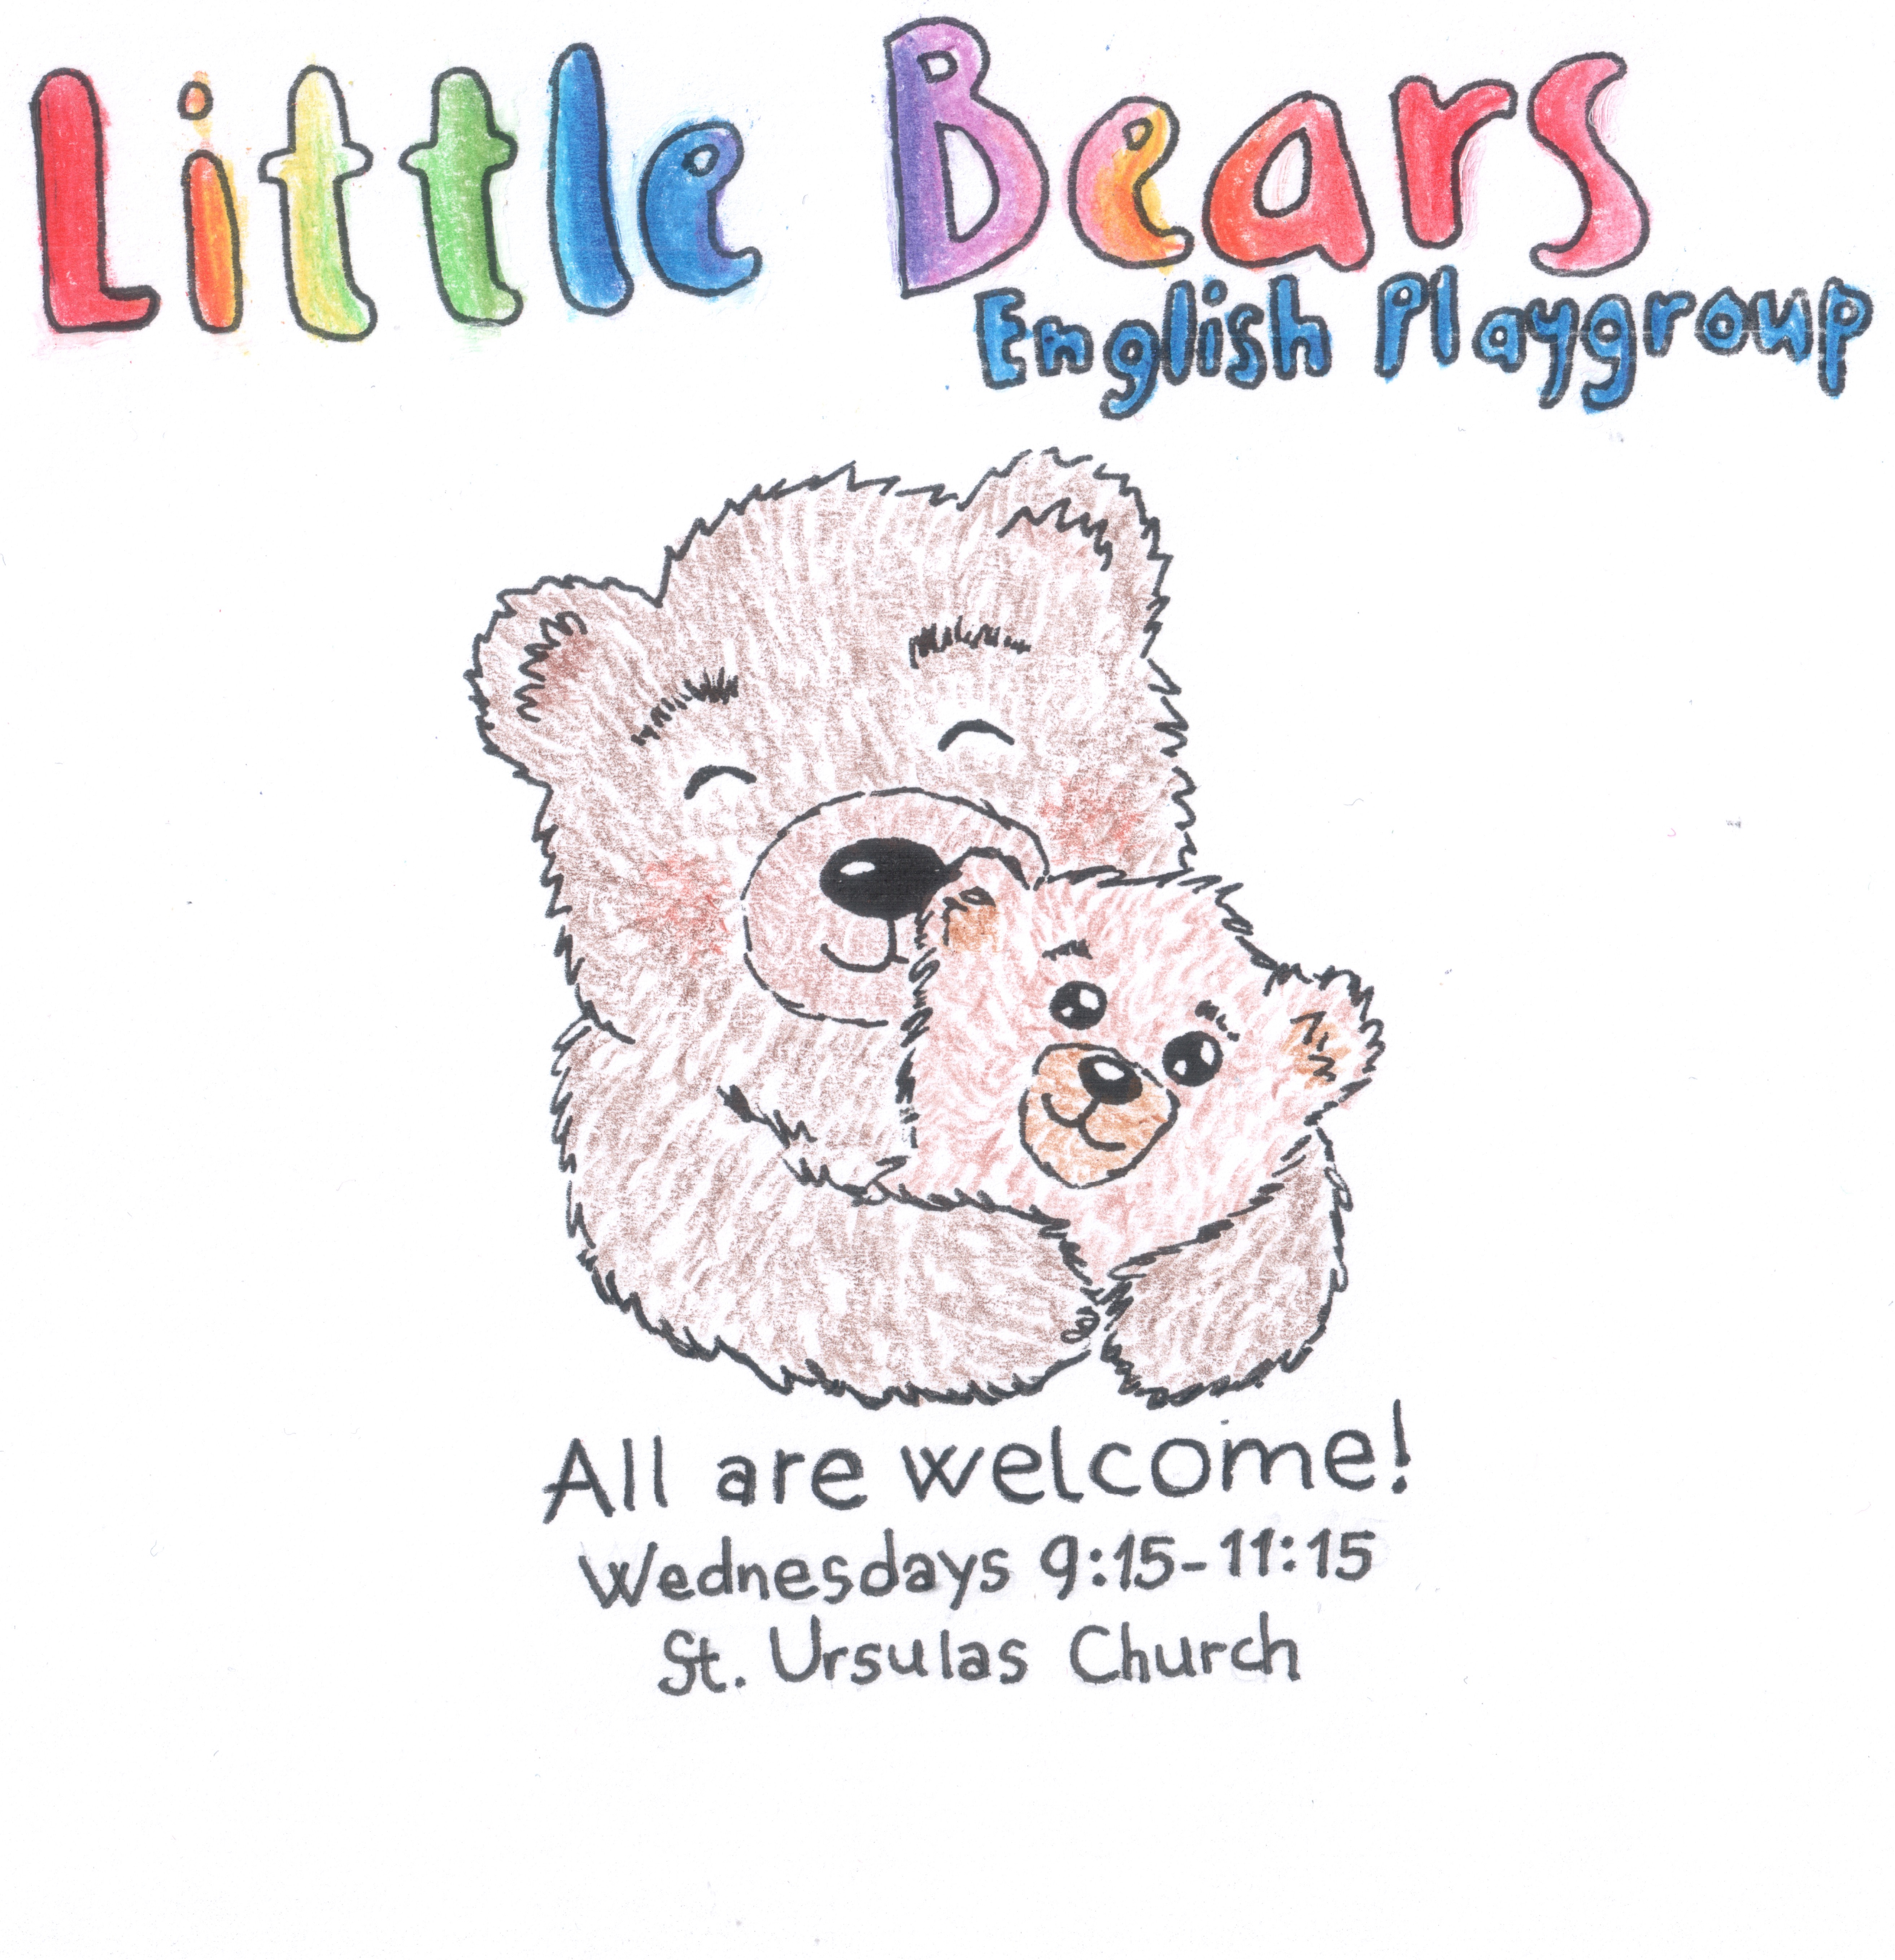 Little Bears
English Playgroup
All are welcome!
Wednesdays 9:15-11:15
St. Ursulas Church